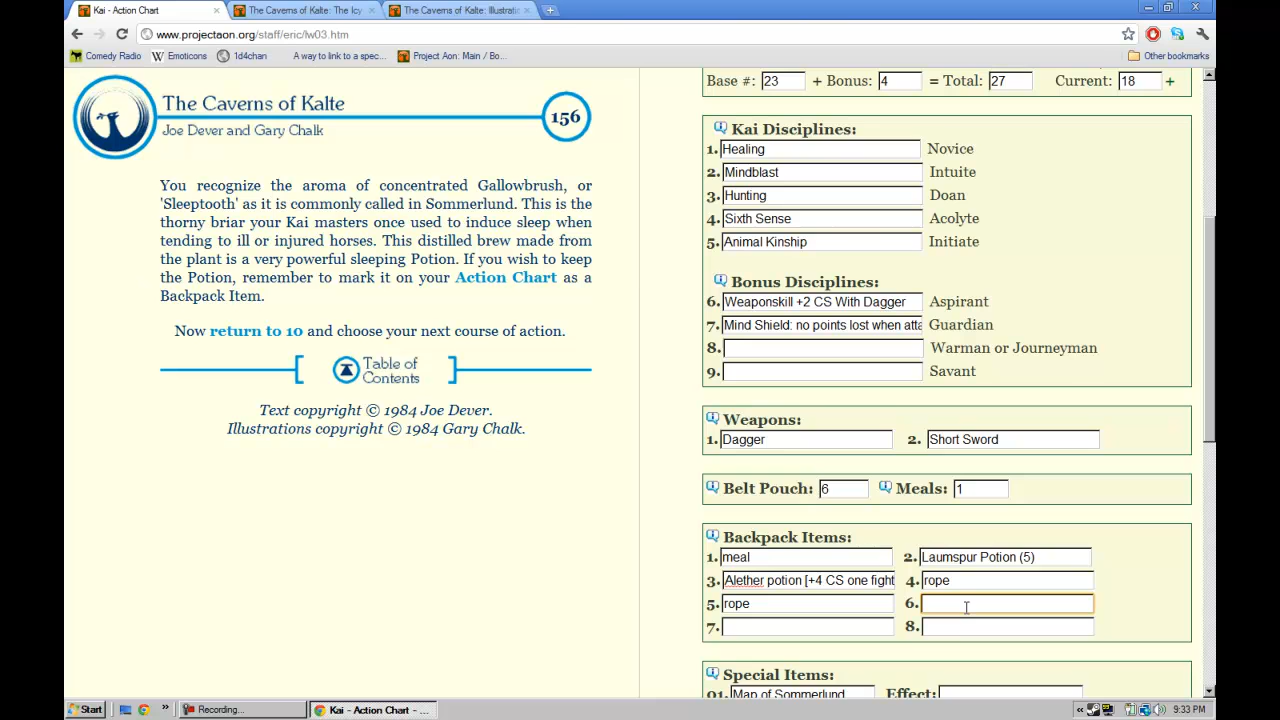 Kai - Action Chart
The Caverns of Kalte: The Icy
The Caverns of Kalte: Illustrati
www.projectaon.org/staff/eric/lw03.htm
Comedy Radio
Emoticons
1d4chan
A way to link to a spec...
Project Aon: Main / Bo...
Other bookmarks
The Caverns of Kalte
Joe Dever and Gary Chalk
156
You recognize the aroma of concentrated Gallowbrush, or
'Sleeptooth' as it is commonly called in Sommerlund. This is the
thorny briar your Kai masters once used to induce sleep when
tending to ill or injured horses. This distilled brew made from
the plant is a very powerful sleeping Potion. If you wish to keep
the Potion, remember to mark it on your Action Chart as a
Backpack Item.
Now return to 10 and choose your next course of action.
Table of
Contents
Text copyright © 1984 Joe Dever.
Illustrations copyright © 1984 Gary Chalk.
Base #: 23 + Bonus: 4 = Total: 27 Current: 18 +
Kai Disciplines:
1. Healing Novice
2. Mindblast Intuite
3. Hunting Doan
4. Sixth Sense Acolyte
5. Animal Kinship Initiate
Bonus Disciplines:
6. Weaponskill +2 CS With Dagger Aspirant
7. Mind Shield: no points lost when atta Guardian
8. Warman or Journeyman
9. Savant
Weapons:
1. Dagger 2. Short Sword
Belt Pouch: 6 Meals: 1
Backpack Items:
1. meal 2. Laumspur Potion (5)
3. Alether potion [+4 CS one fight 4. rope
5. rope 6.
7. 8.
Special Items:
01. Map of Sommerlund Effect:
Start
»
Recording...
Kai - Action Chart - ...
«
9:33 PM